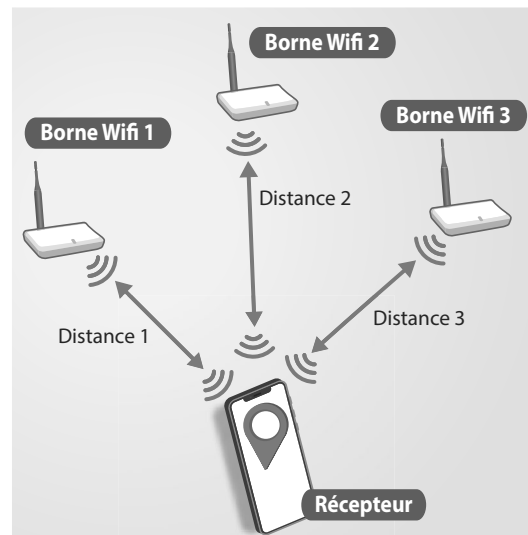 Borne Wifi 2
Borne Wifi 1
Borne Wifi 3
Distance 2
Distance 1
Distance 3
Récepteur